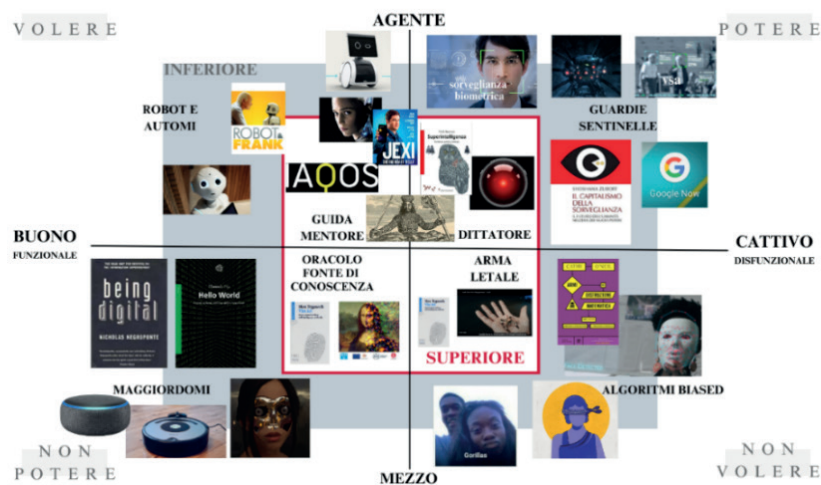 VOLERE
AGENTE
POTERE
INFERIORE
ROBOT E
AUTOMI
ROBOT &
FRANK
JEXI
sorveglianza
biometrica
GUARDIE
SENTINELLE
Superintelligenza
IAQOS
IL CAPITALISMO
DELLA
SORVEGLIANZA
Google Now
GUIDA
MENTORE
DITTATORE
BUONO
FUNZIONALE
CATTIVO
DISFUNZIONALE
ORACOLO
FONTE DI
CONOSCENZA
ARMA
LETALE
being
digital
NICHOLAS NEGROPONTE
Hello World
SUPERIORE
MAGGIORDOMI
ALGORITMI BIASED
Gorillas
NON
POTERE
MEZZO
NON
VOLERE